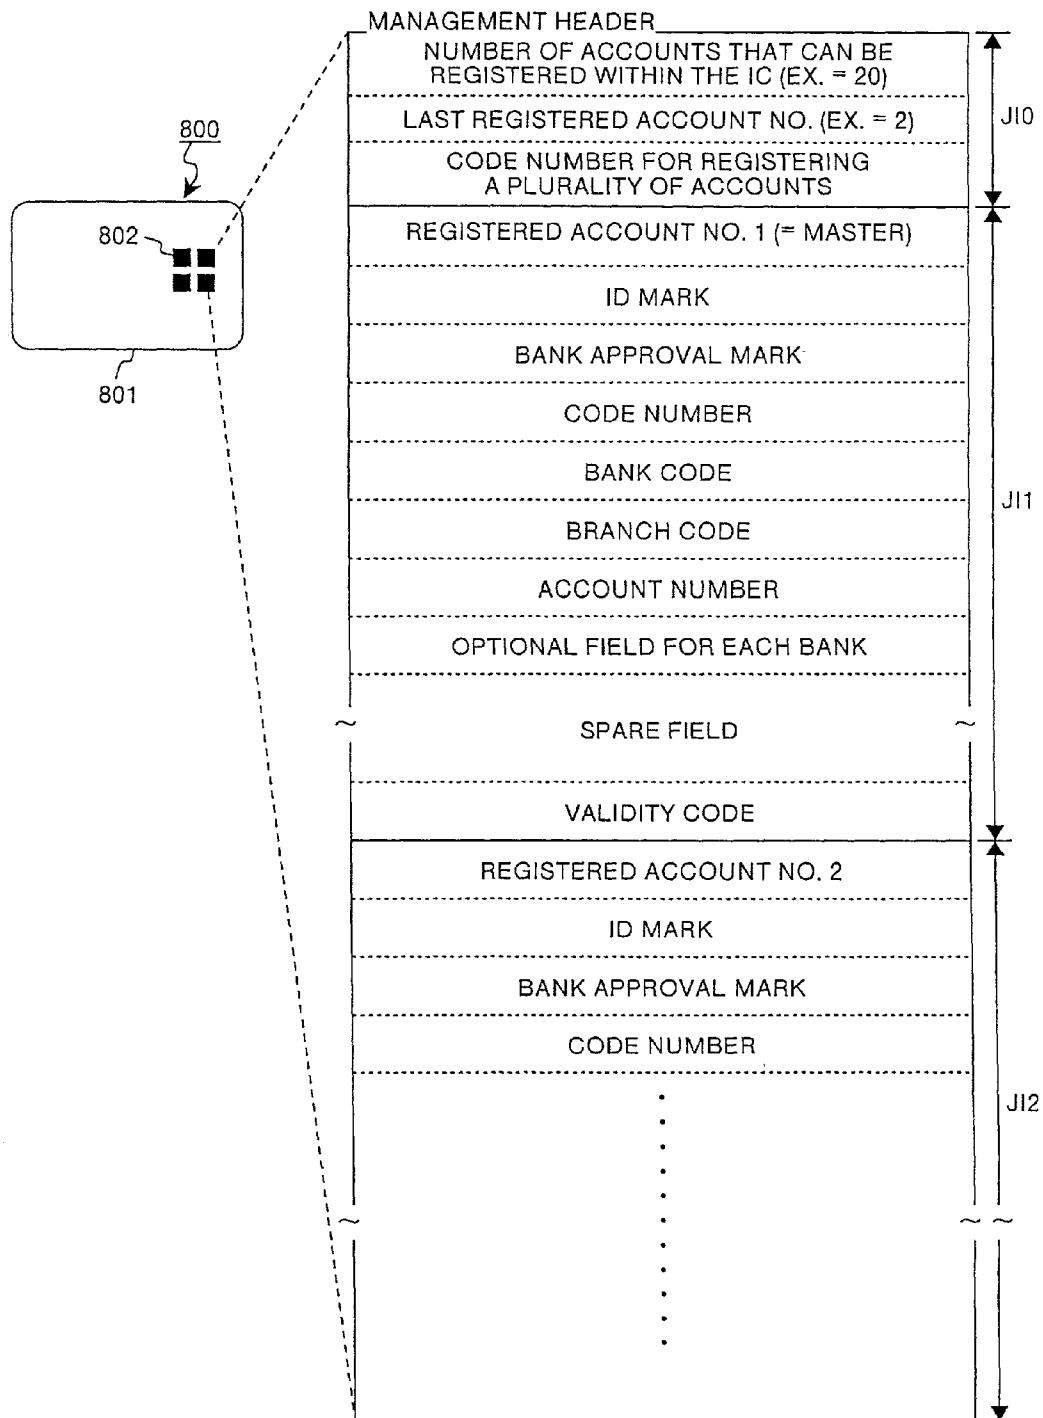 MANAGEMENT HEADER
NUMBER OF ACCOUNTS THAT CAN BE
REGISTERED WITHIN THE IC (EX. = 20)
LAST REGISTERED ACCOUNT NO. (EX. = 2)
CODE NUMBER FOR REGISTERING
A PLURALITY OF ACCOUNTS
JI0
800
802
801
REGISTERED ACCOUNT NO. 1 (= MASTER)
ID MARK
BANK APPROVAL MARK
CODE NUMBER
BANK CODE
BRANCH CODE
ACCOUNT NUMBER
OPTIONAL FIELD FOR EACH BANK
SPARE FIELD
VALIDITY CODE
JI1
REGISTERED ACCOUNT NO. 2
ID MARK
BANK APPROVAL MARK
CODE NUMBER
JI2